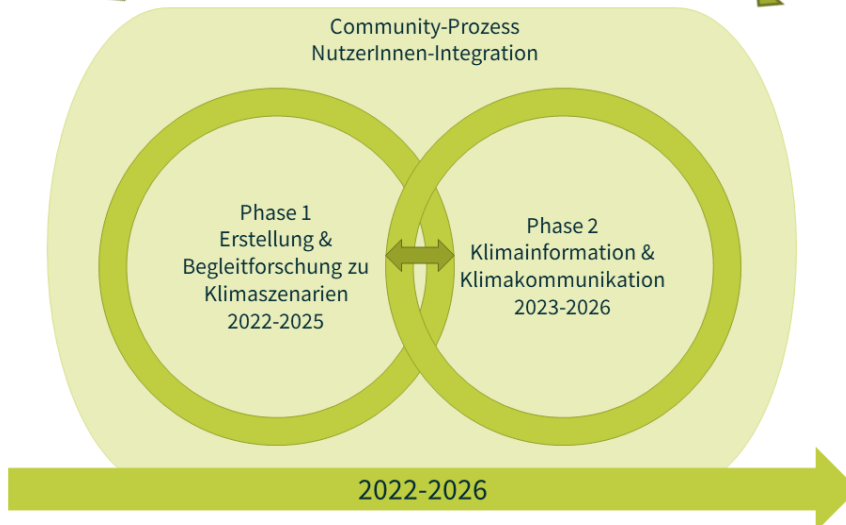 Community-Prozess
NutzerInnen-Integration
Phase 1
Erstellung &
Begleitforschung zu
Klimaszenarien
2022-2025
Phase 2
Klimainformation &
Klimakommunikation
2023-2026
2022-2026